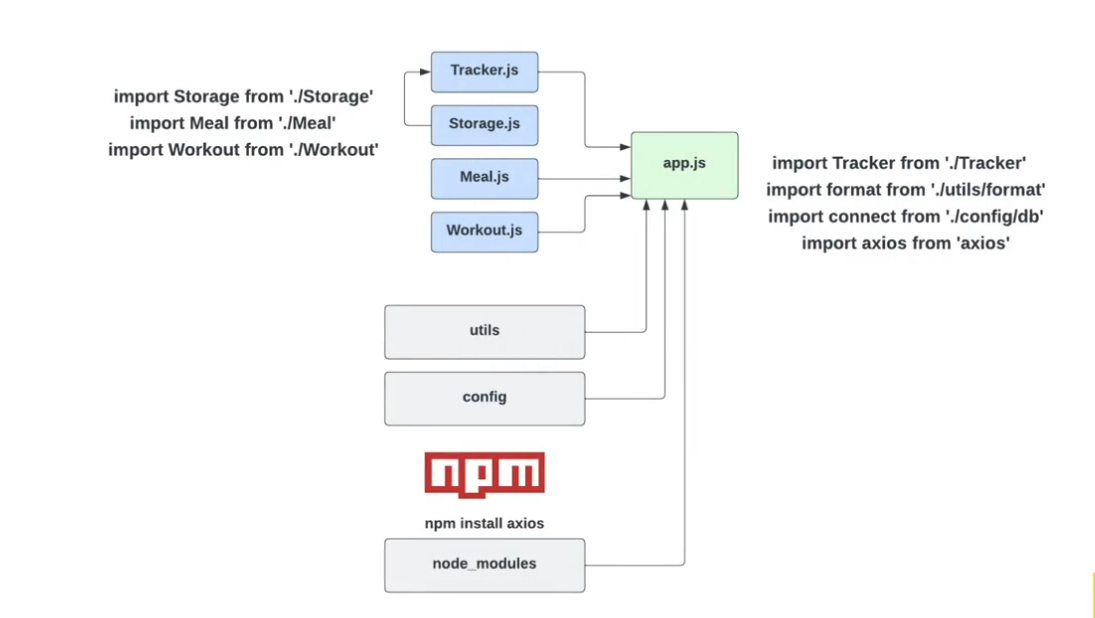 import Storage from './Storage'
import Meal from './Meal'
import Workout from './Workout'
Tracker.js
Storage.js
Meal.js
Workout.js
app.js
import Tracker from './Tracker'
import format from './utils/format'
import connect from './config/db'
import axios from 'axios'
utils
config
npm
npm install axios
node_modules